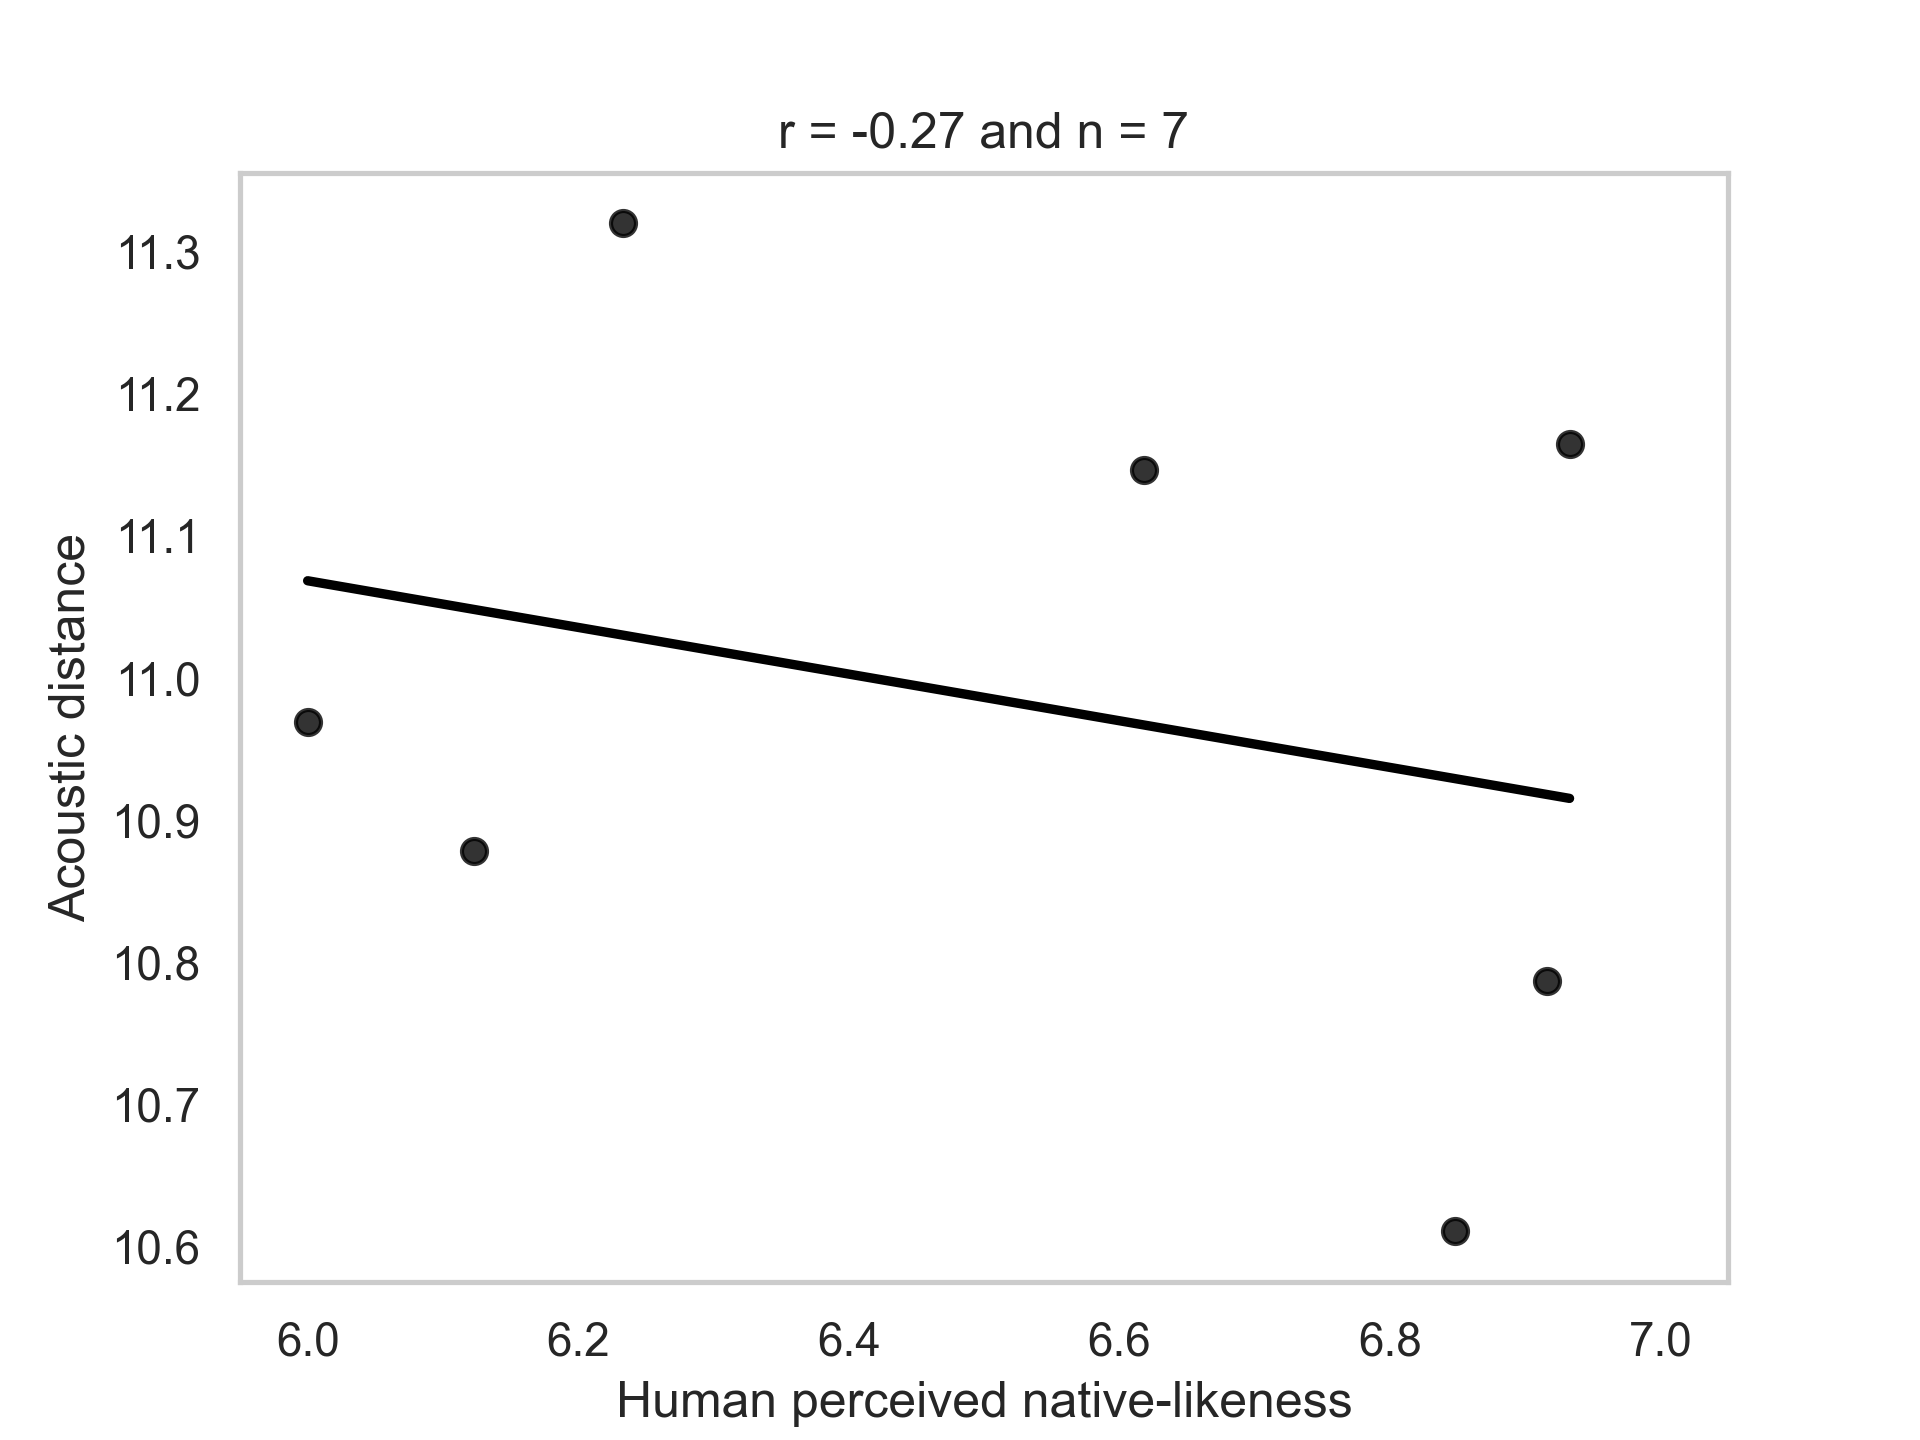 r = -0.27 and n = 7
11.3
11.2
11.1
11.0
10.9
10.8
10.7
10.6
Acoustic distance
6.0 6.2 6.4 6.6 6.8 7.0
Human perceived native-likeness